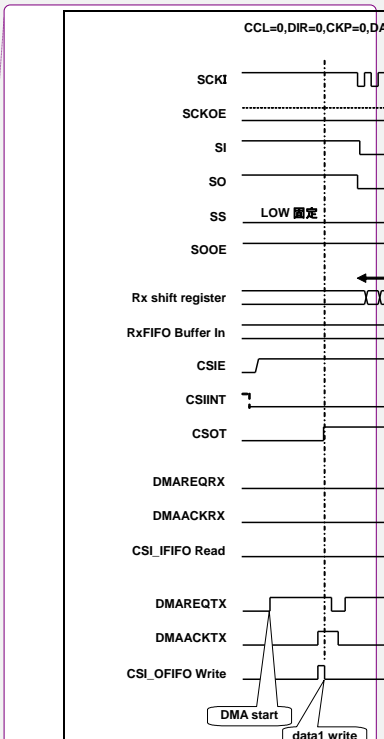 CCL=0,DIR=0,CKP=0,DA
SCKI
SCKOE
SI
SO
SS LOW 固定
SOOE
Rx shift register
RxFIFO Buffer In
CSIE
CSIINT
CSOT
DMAREQRX
DMAACKRX
CSI_IFIFO Read
DMAREQTX
DMAACKTX
CSI_OFIFO Write
DMA start
data1 write